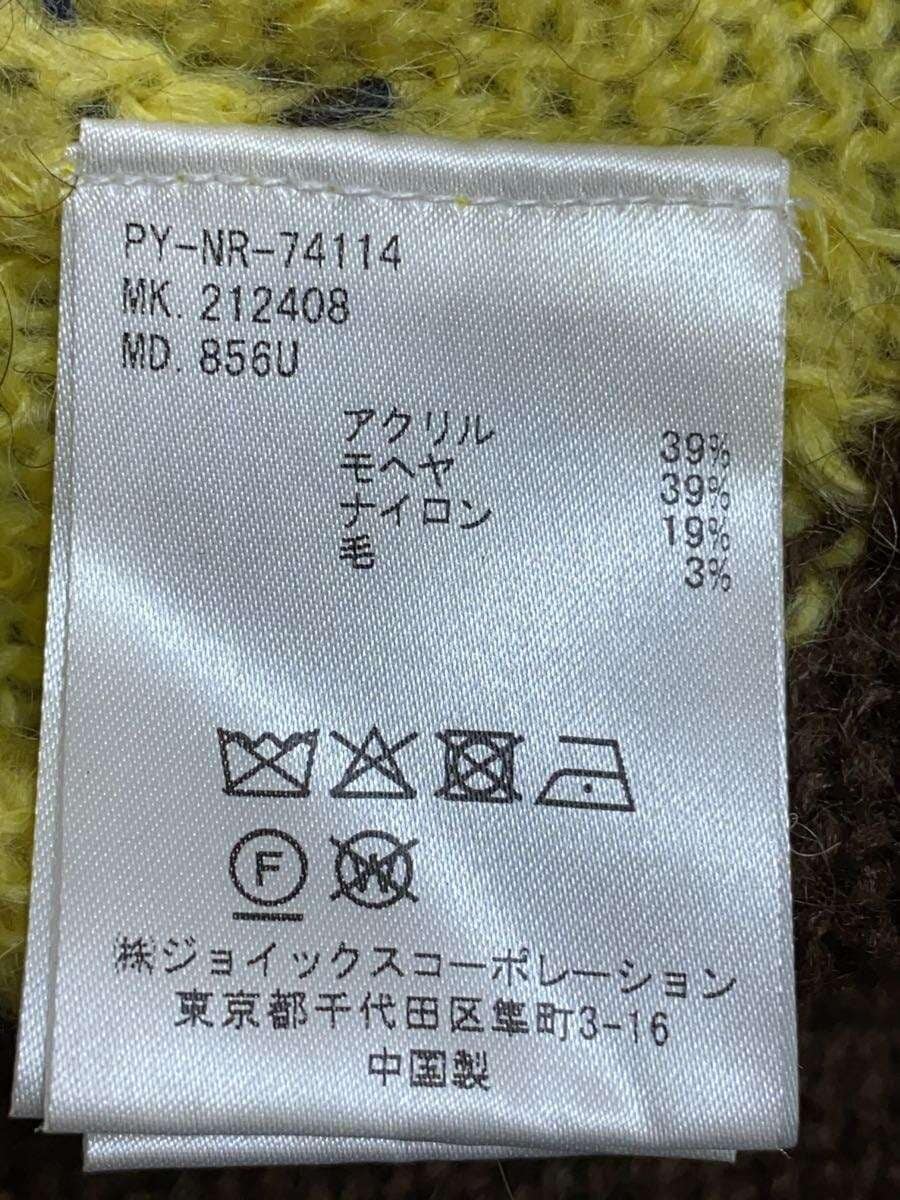 PY-NR-74114
MK. 212408
MD. 856U
アクリル 39%
モヘヤ 39%
ナイロン 19%
毛 3%
F W
㈱ジョイックスコーポレーション
東京都千代田区隼町3-16
中国製